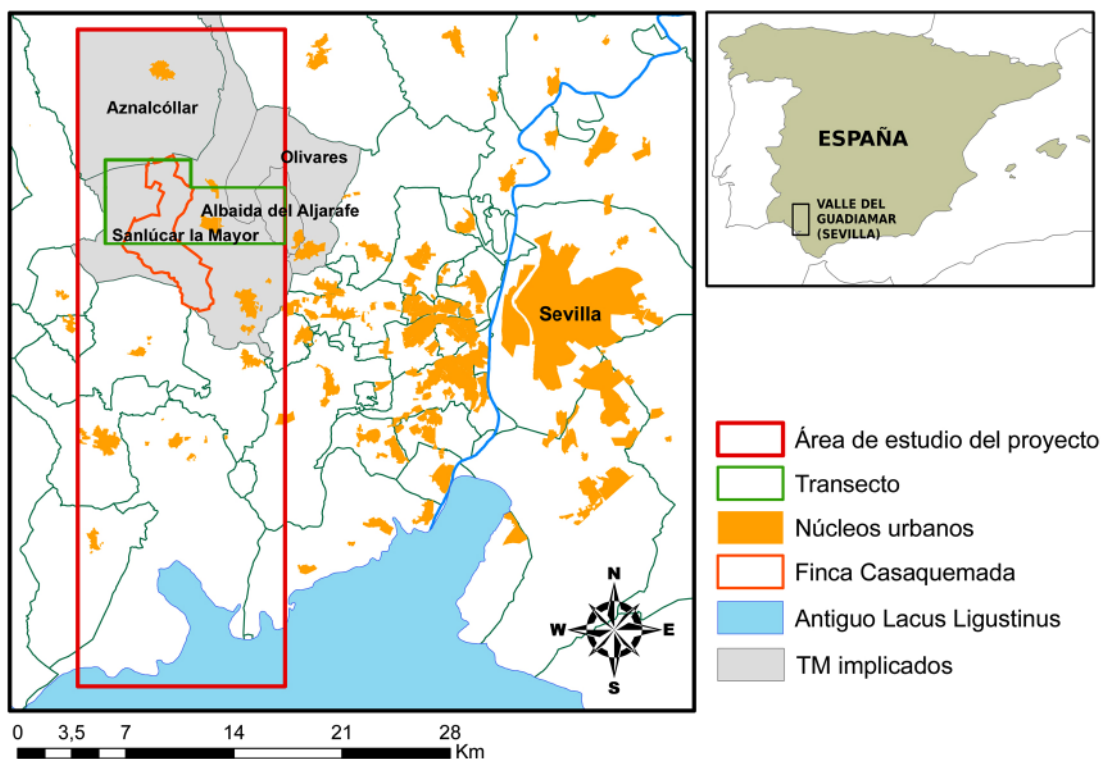 Aznalcóllar
Olivares
Albaida del Aljarafe
Sanlúcar la Mayor
Sevilla
N
W
E
S
0
3,5
7
14
21
28
Km
ESPAÑA
VALLE DEL
GUADIAMAR
(SEVILLA)
Área de estudio del proyecto
Transecto
Núcleos urbanos
Finca Casaquemada
Antiguo Lacus Ligustinus
TM implicados